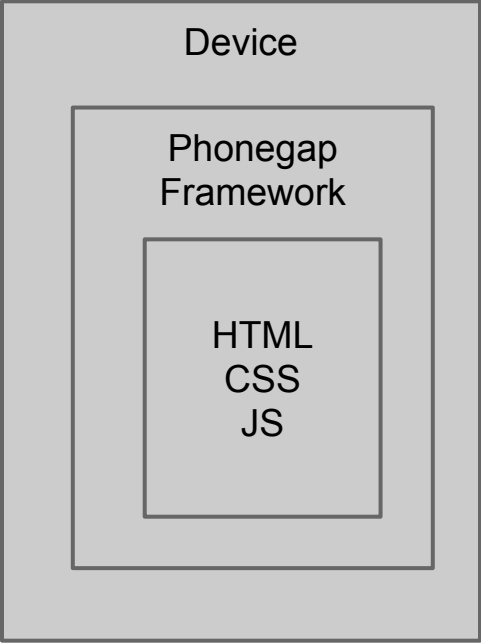 Device
Phonegap
Framework
HTML
CSS
JS